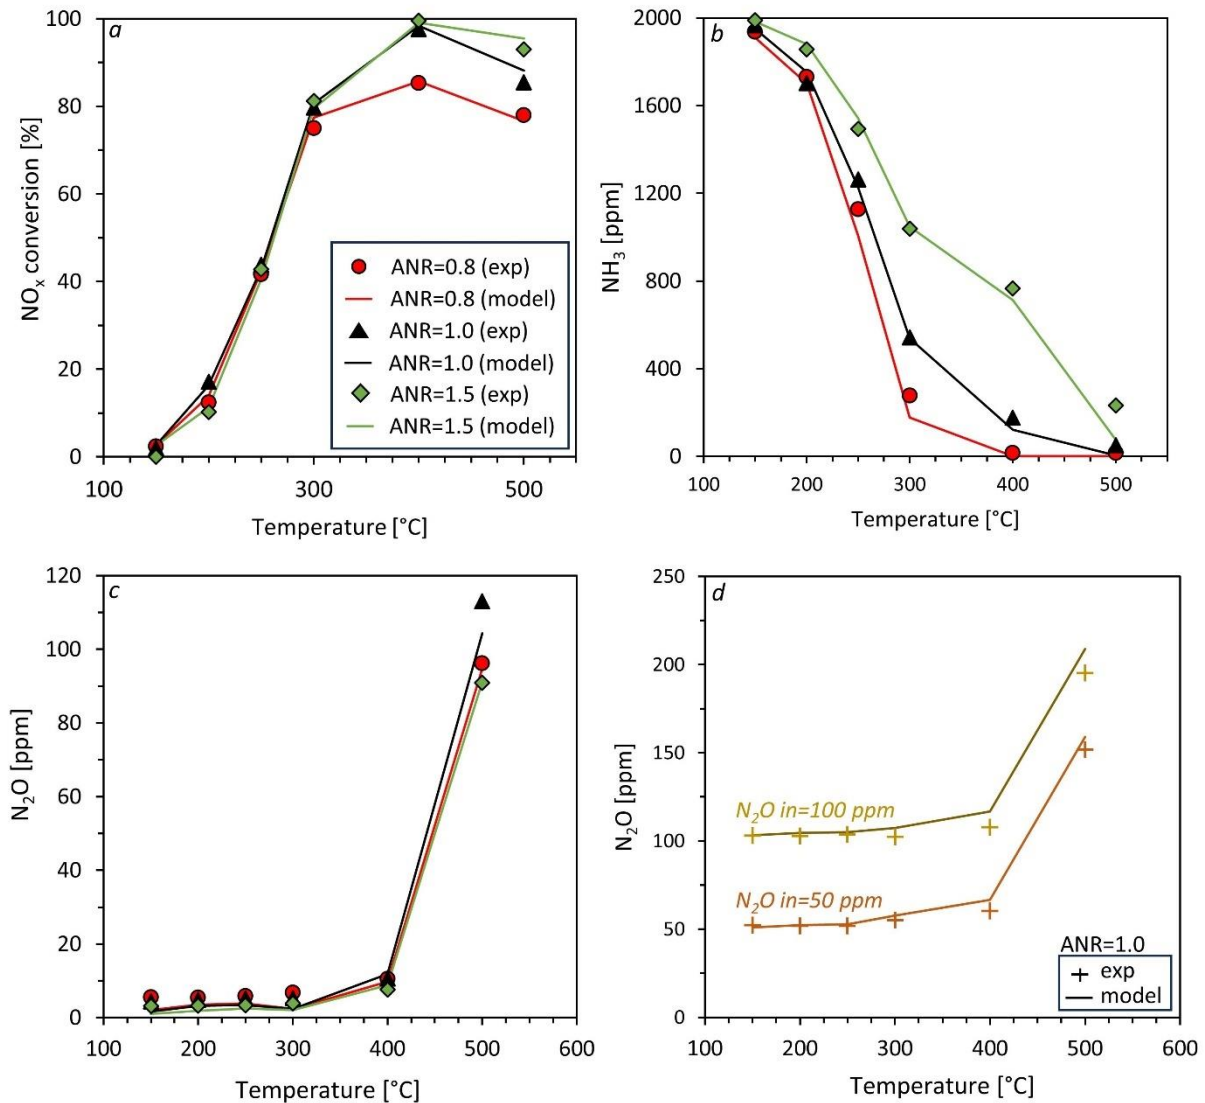 a
100
80
60
40
20
0
NOx conversion [%]
ANR=0.8 (exp)
ANR=0.8 (model)
ANR=1.0 (exp)
ANR=1.0 (model)
ANR=1.5 (exp)
ANR=1.5 (model)
100 300 500
Temperature [°C]
b
2000
1600
1200
800
400
0
NH3 [ppm]
100 200 300 400 500
Temperature [°C]
c
120
100
80
60
40
20
0
N2O [ppm]
100 200 300 400 500 600
Temperature [°C]
d
250
200
150
100
50
0
N2O [ppm]
N2O in=100 ppm
N2O in=50 ppm
ANR=1.0
exp
model
100 200 300 400 500 600
Temperature [°C]